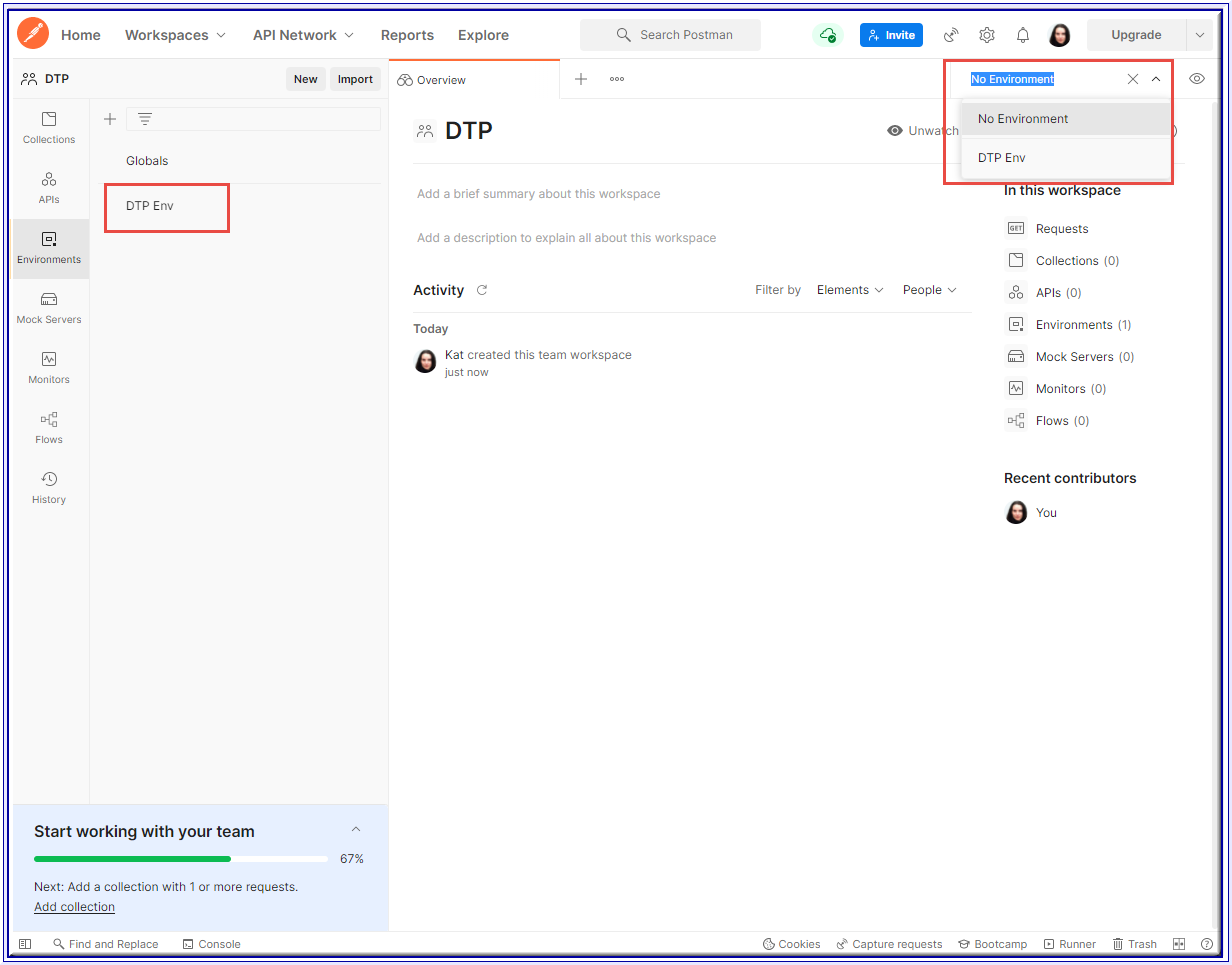 Home Workspaces API Network Reports Explore Search Postman Invite Upgrade
DTP New Import Overview No Environment
No Environment
DTP Env
Collections
APIs
Environments
Mock Servers
Monitors
Flows
History
Globals
DTP Env
DTP Unwatch
Add a brief summary about this workspace
Add a description to explain all about this workspace
Activity Filter by Elements People
Today
Kat created this team workspace
just now
In this workspace
GET Requests
Collections (0)
APIs (0)
Environments (1)
Mock Servers (0)
Monitors (0)
Flows (0)
Recent contributors
You
Start working with your team
67%
Next: Add a collection with 1 or more requests.
Add collection
Find and Replace Console Cookies Capture requests Bootcamp Runner Trash